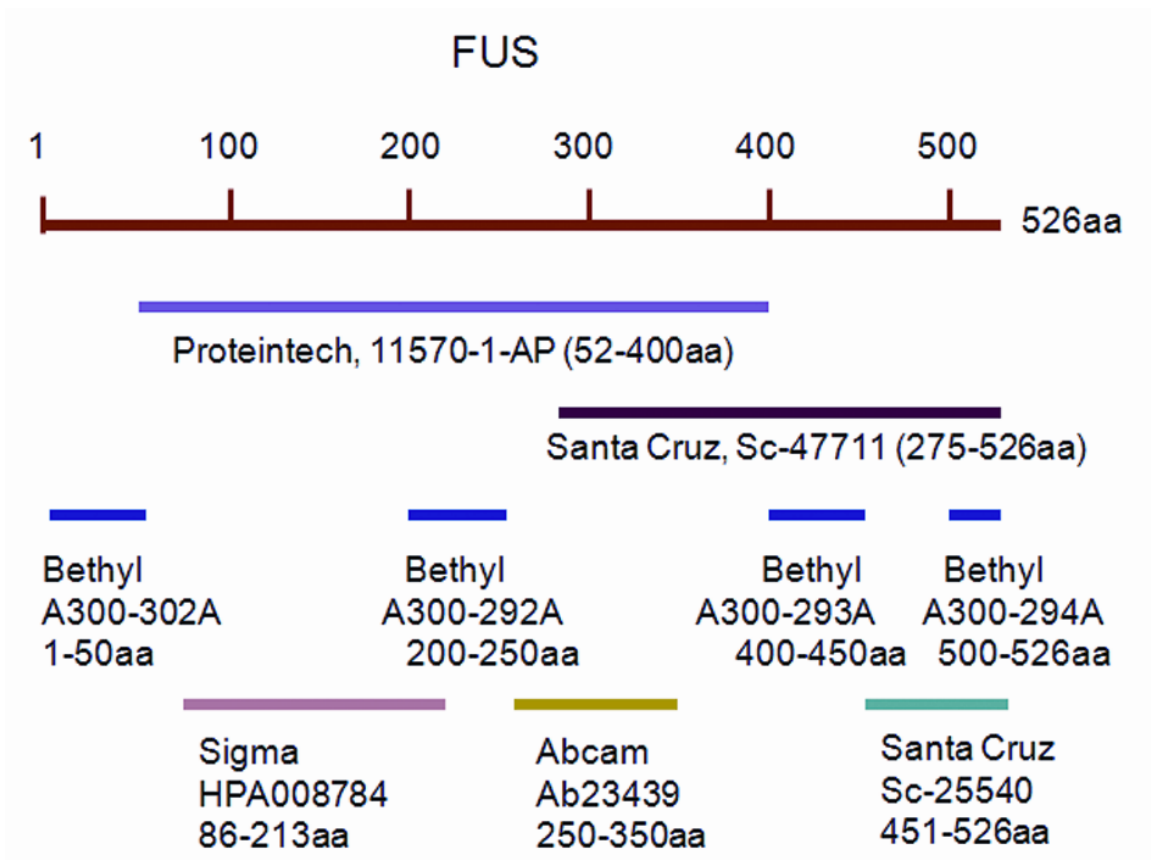 FUS
1 100 200 300 400 500
526aa
Proteintech, 11570-1-AP (52-400aa)
Santa Cruz, Sc-47711 (275-526aa)
Bethyl
A300-302A
1-50aa
Bethyl
A300-292A
200-250aa
Bethyl
A300-293A
400-450aa
Bethyl
A300-294A
500-526aa
Sigma
HPA008784
86-213aa
Abcam
Ab23439
250-350aa
Santa Cruz
Sc-25540
451-526aa